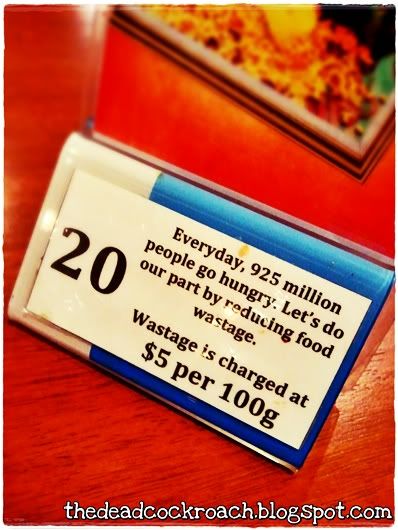 20
Everyday, 925 million
people go hungry. Let's do
our part by reducing food
wastage.
Wastage is charged at
$5 per 100g
thedeadcockroach.blogspot.com